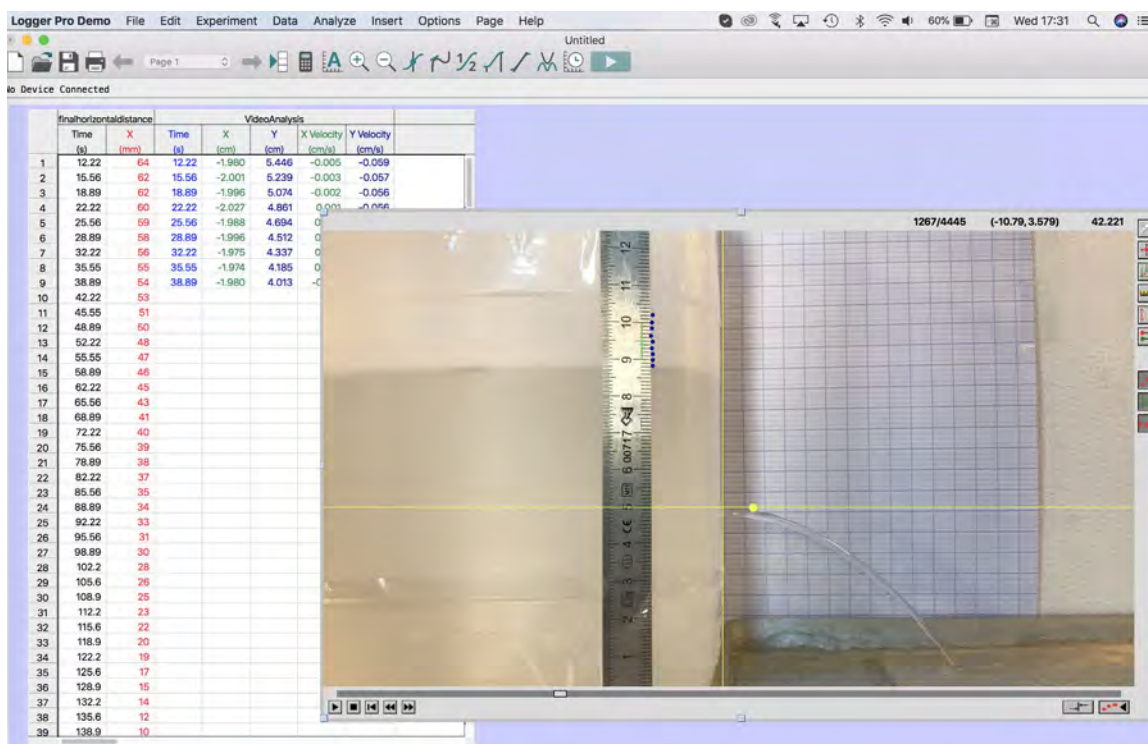 Logger Pro Demo File Edit Experiment Data Analyze Insert Options Page Help 60% Wed 17:31
Untitled
Page 1
No Device Connected
finalhorizontaldistance VideoAnalysis
Time X Time X Y X Velocity Y Velocity
(s) (mm) (s) (cm) (cm) (cm/s) (cm/s)
1 12.22 64 12.22 -1.980 5.446 -0.005 -0.059
2 15.56 62 15.56 -2.001 5.239 -0.003 -0.057
3 18.89 62 18.89 -1.996 5.074 -0.002 -0.056
4 22.22 60 22.22 -2.027 4.861 0.001 -0.056
5 25.56 59 25.56 -1.988 4.694 0
6 28.89 58 28.89 -1.996 4.512 0
7 32.22 56 32.22 -1.975 4.337 0
8 35.55 55 35.55 -1.974 4.185 0
9 38.89 54 38.89 -1.980 4.013 -0
10 42.22 53
11 45.55 51
12 48.89 50
13 52.22 48
14 55.55 47
15 58.89 46
16 62.22 45
17 65.56 43
18 68.89 41
19 72.22 40
20 75.56 39
21 78.89 38
22 82.22 37
23 85.56 35
24 88.89 34
25 92.22 33
26 95.56 31
27 98.89 30
28 102.2 28
29 105.6 26
30 108.9 25
31 112.2 23
32 115.6 22
33 118.9 20
34 122.2 19
35 125.6 17
36 128.9 15
37 132.2 14
38 135.6 12
39 138.9 10
1267/4445 (-10.79, 3.579) 42.221
12
11
10
9
8
00717
6
5
CE
4
3
2
1